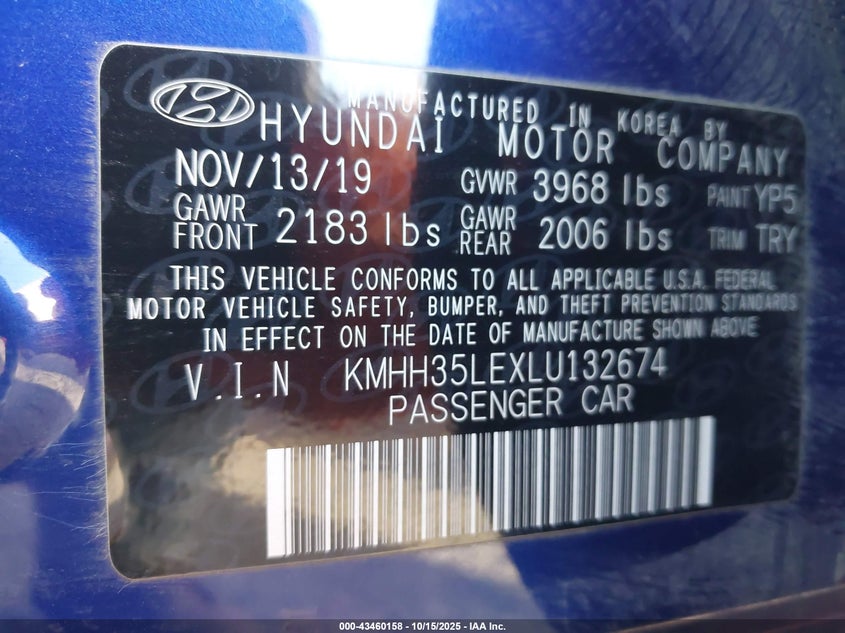 MANUFACTURED IN KOREA BY
HYUNDAI MOTOR COMPANY
NOV/13/19 GVWR 3968 lbs PAINT YP5
GAWR FRONT 2183 lbs GAWR REAR 2006 lbs TRIM TRY
THIS VEHICLE CONFORMS TO ALL APPLICABLE U.S.A. FEDERAL
MOTOR VEHICLE SAFETY, BUMPER, AND THEFT PREVENTION STANDARDS
IN EFFECT ON THE DATE OF MANUFACTURE SHOWN ABOVE
V.I.N KMHH35LEXLU132674
PASSENGER CAR
000-43460158 - 10/15/2025 - IAA Inc.